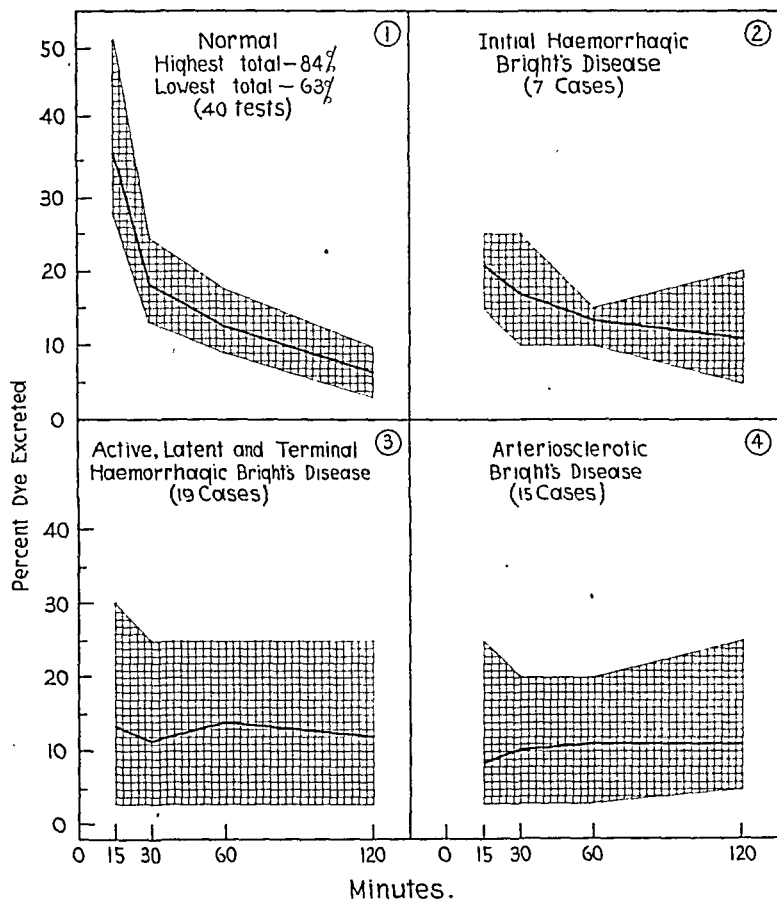 ①
Normal
Highest total-84%
Lowest total-63%
(40 tests)
②
Initial Haemorrhagic
Bright's Disease
(7 Cases)
50
40
30
20
10
0
Percent Dye Excreted
③
Active, Latent and Terminal
Haemorrhagic Bright's Disease
(19 Cases)
④
Arteriosclerotic
Bright's Disease
(15 Cases)
40
30
20
10
0
0 15 30 60 120
0 15 30 60 120
Minutes.